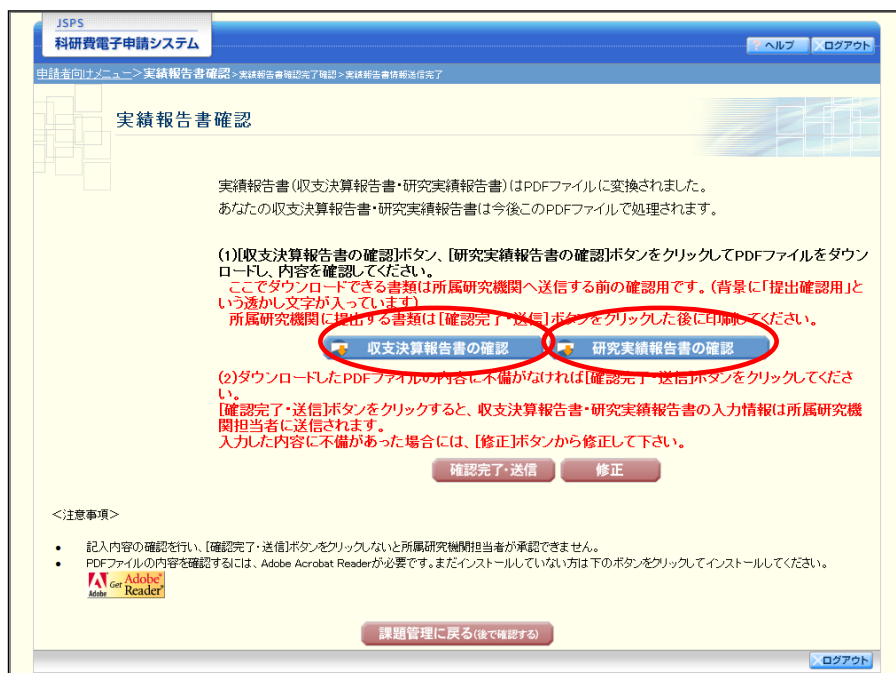 JSPS
科研費電子申請システム
? ヘルプ
ログアウト
申請者向けメニュー>実績報告書確認>実績報告書確認完了確認>実績報告書情報送信完了
実績報告書確認
実績報告書(収支決算報告書・研究実績報告書)はPDFファイルに変換されました。
あなたの収支決算報告書・研究実績報告書は今後このPDFファイルで処理されます。
(1)[収支決算報告書の確認]ボタン、[研究実績報告書の確認]ボタンをクリックしてPDFファイルをダウン
ロードし、内容を確認してください。
ここでダウンロードできる書類は所属研究機関へ送信する前の確認用です。(背景に「提出確認用」と
いう透かし文字が入っています)
所属研究機関に提出する書類は[確認完了・送信]ボタンをクリックした後に印刷してください。
収支決算報告書の確認
研究実績報告書の確認
(2)ダウンロードしたPDFファイルの内容に不備がなければ[確認完了・送信]ボタンをクリックしてくださ
い。
[確認完了・送信]ボタンをクリックすると、収支決算報告書・研究実績報告書の入力情報は所属研究機
関担当者に送信されます。
入力した内容に不備があった場合には、[修正]ボタンから修正して下さい。
確認完了・送信
修正
<注意事項>
• 記入内容の確認を行い、[確認完了・送信]ボタンをクリックしないと所属研究機関担当者が承認できません。
• PDFファイルの内容を確認するには、Adobe Acrobat Readerが必要です。まだインストールしていない方は下のボタンをクリックしてインストールしてください。
Adobe Get Adobe® Reader®
課題管理に戻る(後で確認する)
ログアウト